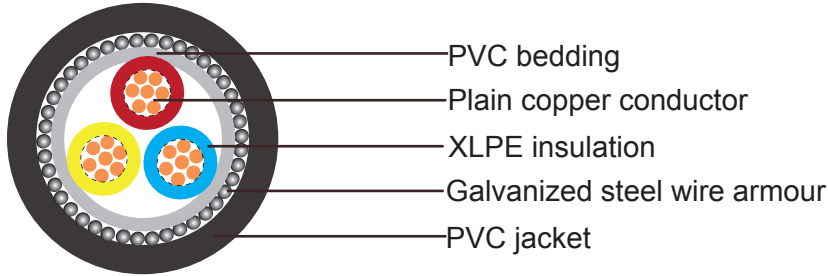 PVC bedding
Plain copper conductor
XLPE insulation
Galvanized steel wire armour
PVC jacket